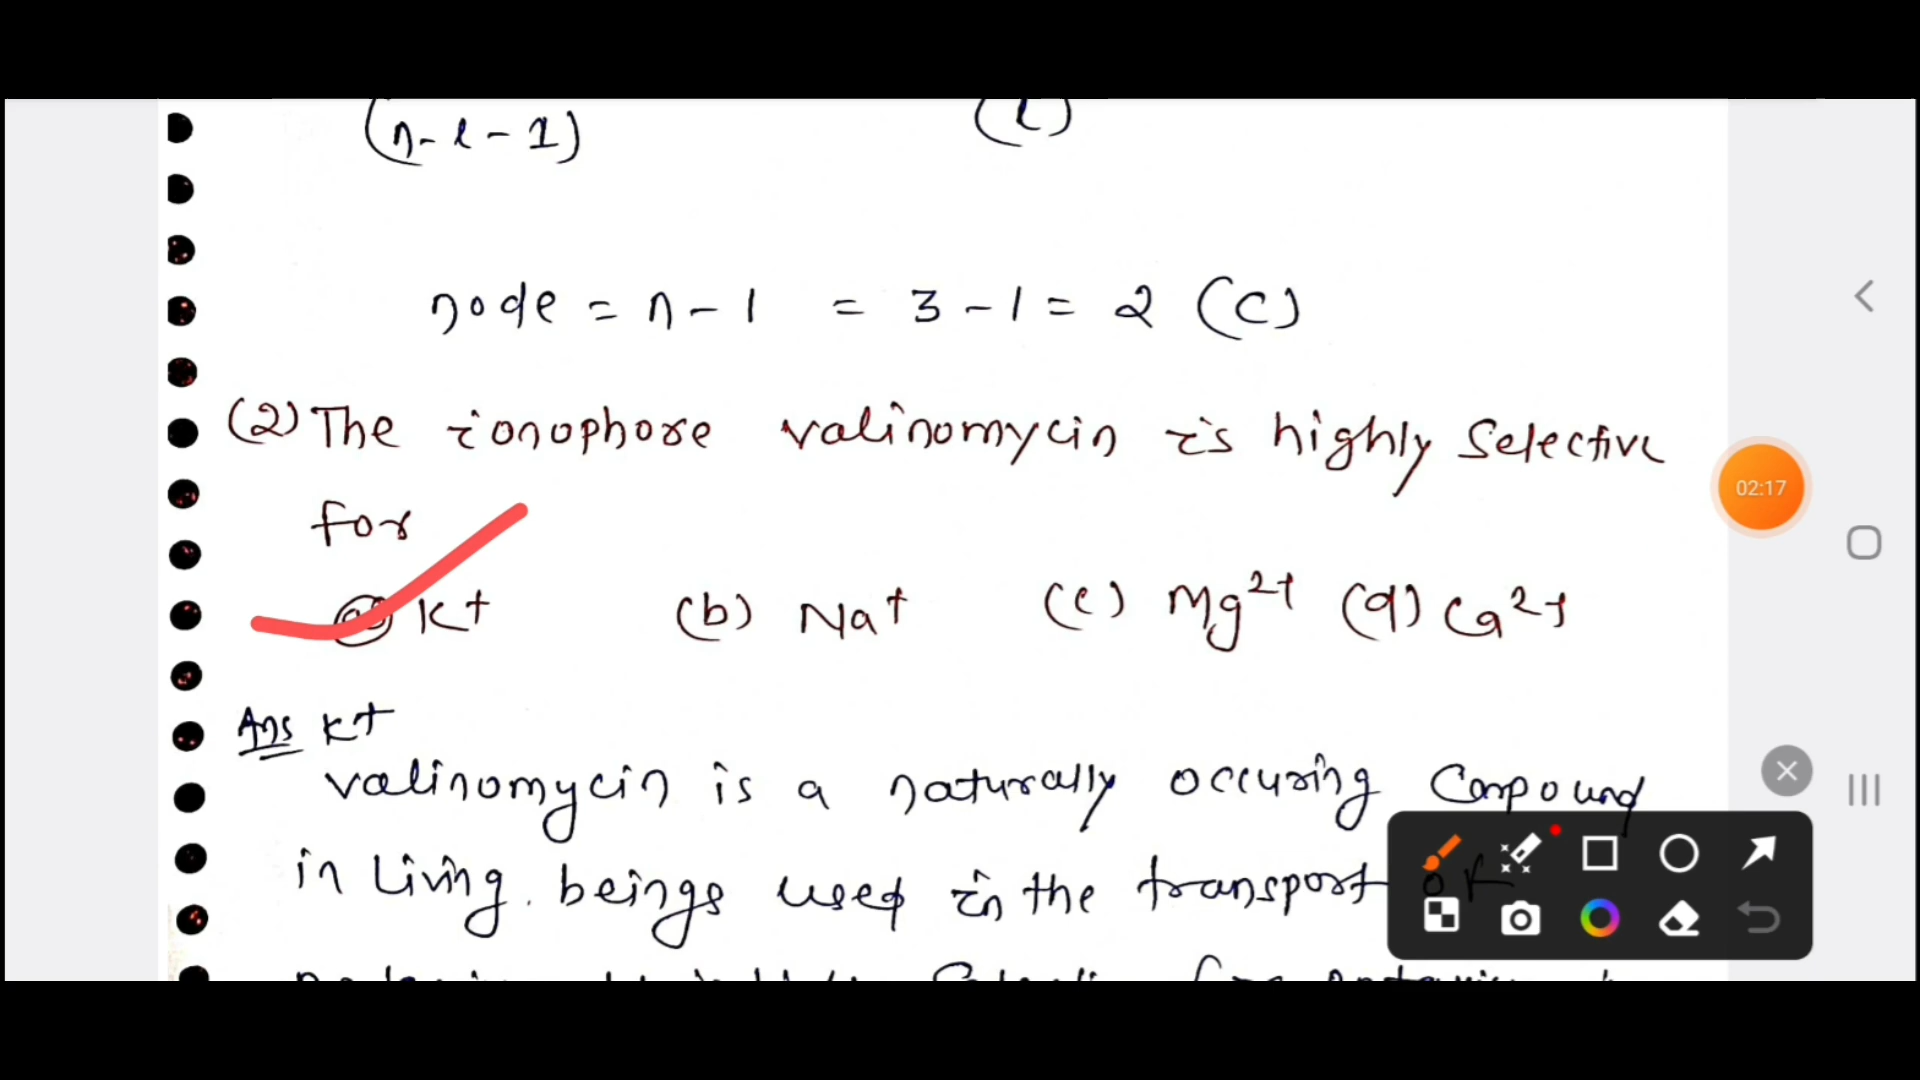 (n-l-1) (l)
node = n-1 = 3-1 = 2 (C)
(2) The ionophore valinomycin is highly Selective
for
(a) K+ (b) Na+ (c) Mg2+ (d) Ca2+
02:17
Ans K+
valinomycin is a naturally occuring Compound
in Living beings used in the transport of